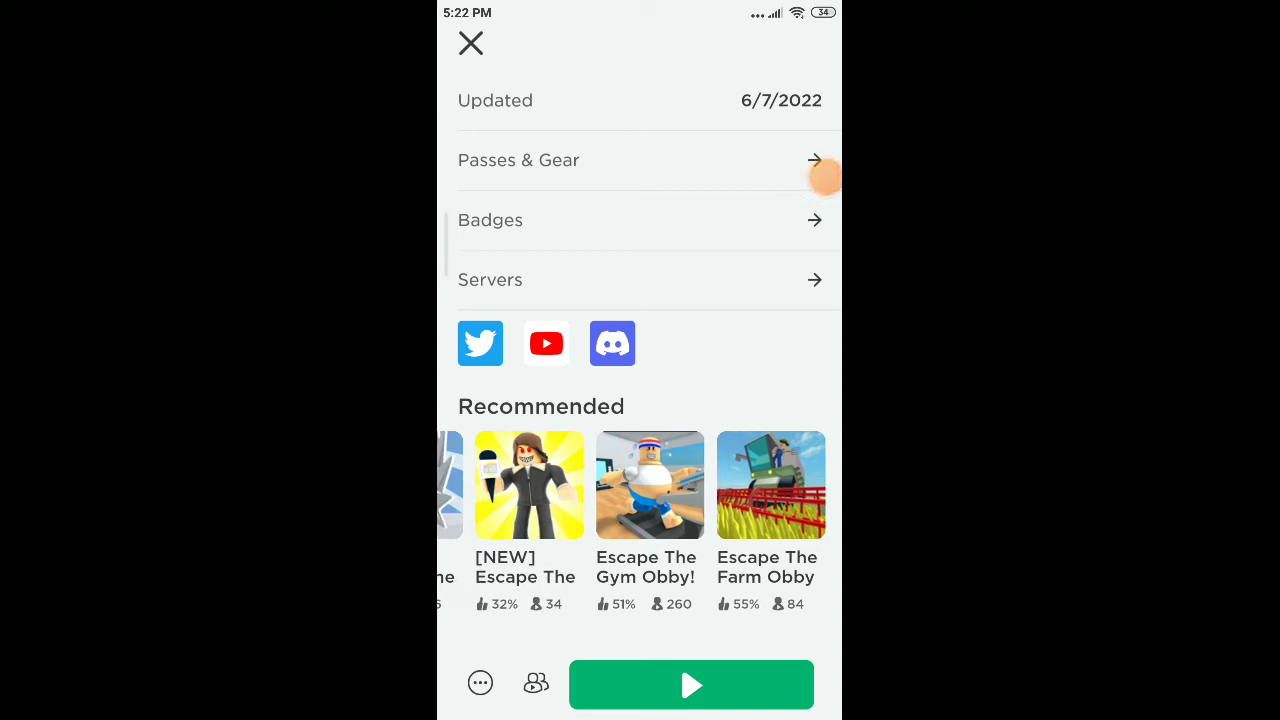 5:22 PM
34
Updated 6/7/2022
Passes & Gear
Badges
Servers
Recommended
[NEW]
Escape The
32% 34
Escape The
Gym Obby!
51% 260
Escape The
Farm Obby
55% 84